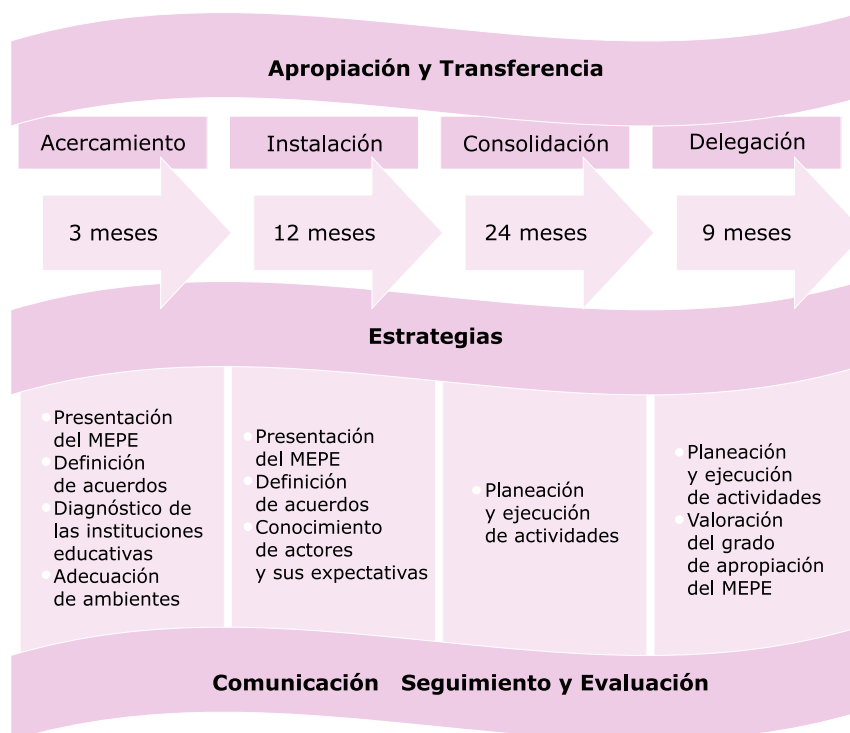 Apropiación y Transferencia
Acercamiento
Instalación
Consolidación
Delegación
3 meses
12 meses
24 meses
9 meses
Estrategias
• Presentación
del MEPE
• Definición
de acuerdos
• Diagnóstico de
las instituciones
educativas
• Adecuación
de ambientes
• Presentación
del MEPE
• Definición
de acuerdos
• Conocimiento
de actores
y sus expectativas
• Planeación
y ejecución
de actividades
• Planeación
y ejecución
de actividades
• Valoración
del grado
de apropiación
del MEPE
Comunicación Seguimiento y Evaluación